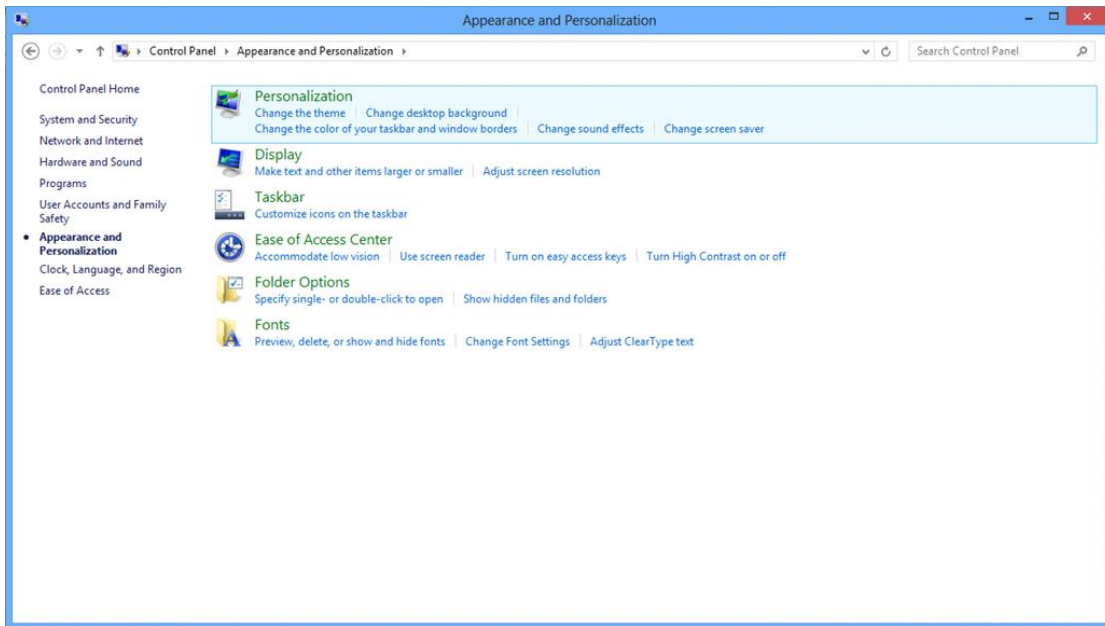 Appearance and Personalization
Control Panel Appearance and Personalization
Search Control Panel
Control Panel Home
System and Security
Network and Internet
Hardware and Sound
Programs
User Accounts and Family
Safety
Appearance and
Personalization
Clock, Language, and Region
Ease of Access
Personalization
Change the theme Change desktop background
Change the color of your taskbar and window borders Change sound effects Change screen saver
Display
Make text and other items larger or smaller Adjust screen resolution
Taskbar
Customize icons on the taskbar
Ease of Access Center
Accommodate low vision Use screen reader Turn on easy access keys Turn High Contrast on or off
Folder Options
Specify single- or double-click to open Show hidden files and folders
Fonts
Preview, delete, or show and hide fonts Change Font Settings Adjust ClearType text